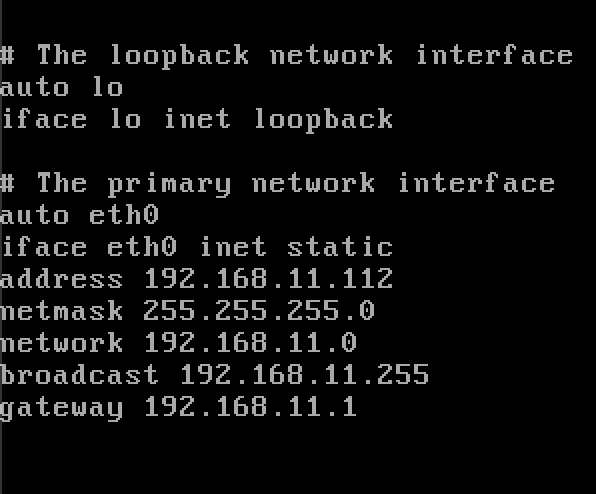 # The loopback network interface
auto lo
iface lo inet loopback
# The primary network interface
auto eth0
iface eth0 inet static
address 192.168.11.112
netmask 255.255.255.0
network 192.168.11.0
broadcast 192.168.11.255
gateway 192.168.11.1